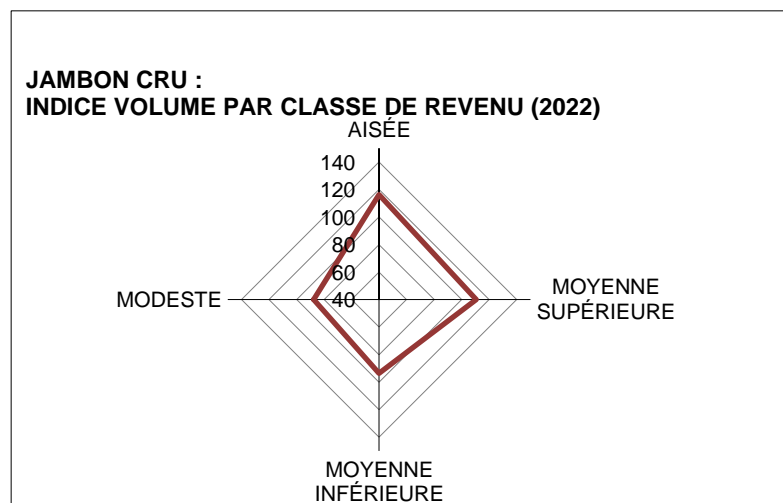 JAMBON CRU :
INDICE VOLUME PAR CLASSE DE REVENU (2022)
AISÉE
140
120
100
80
60
40
MODESTE
MOYENNE
SUPÉRIEURE
MOYENNE
INFÉRIEURE